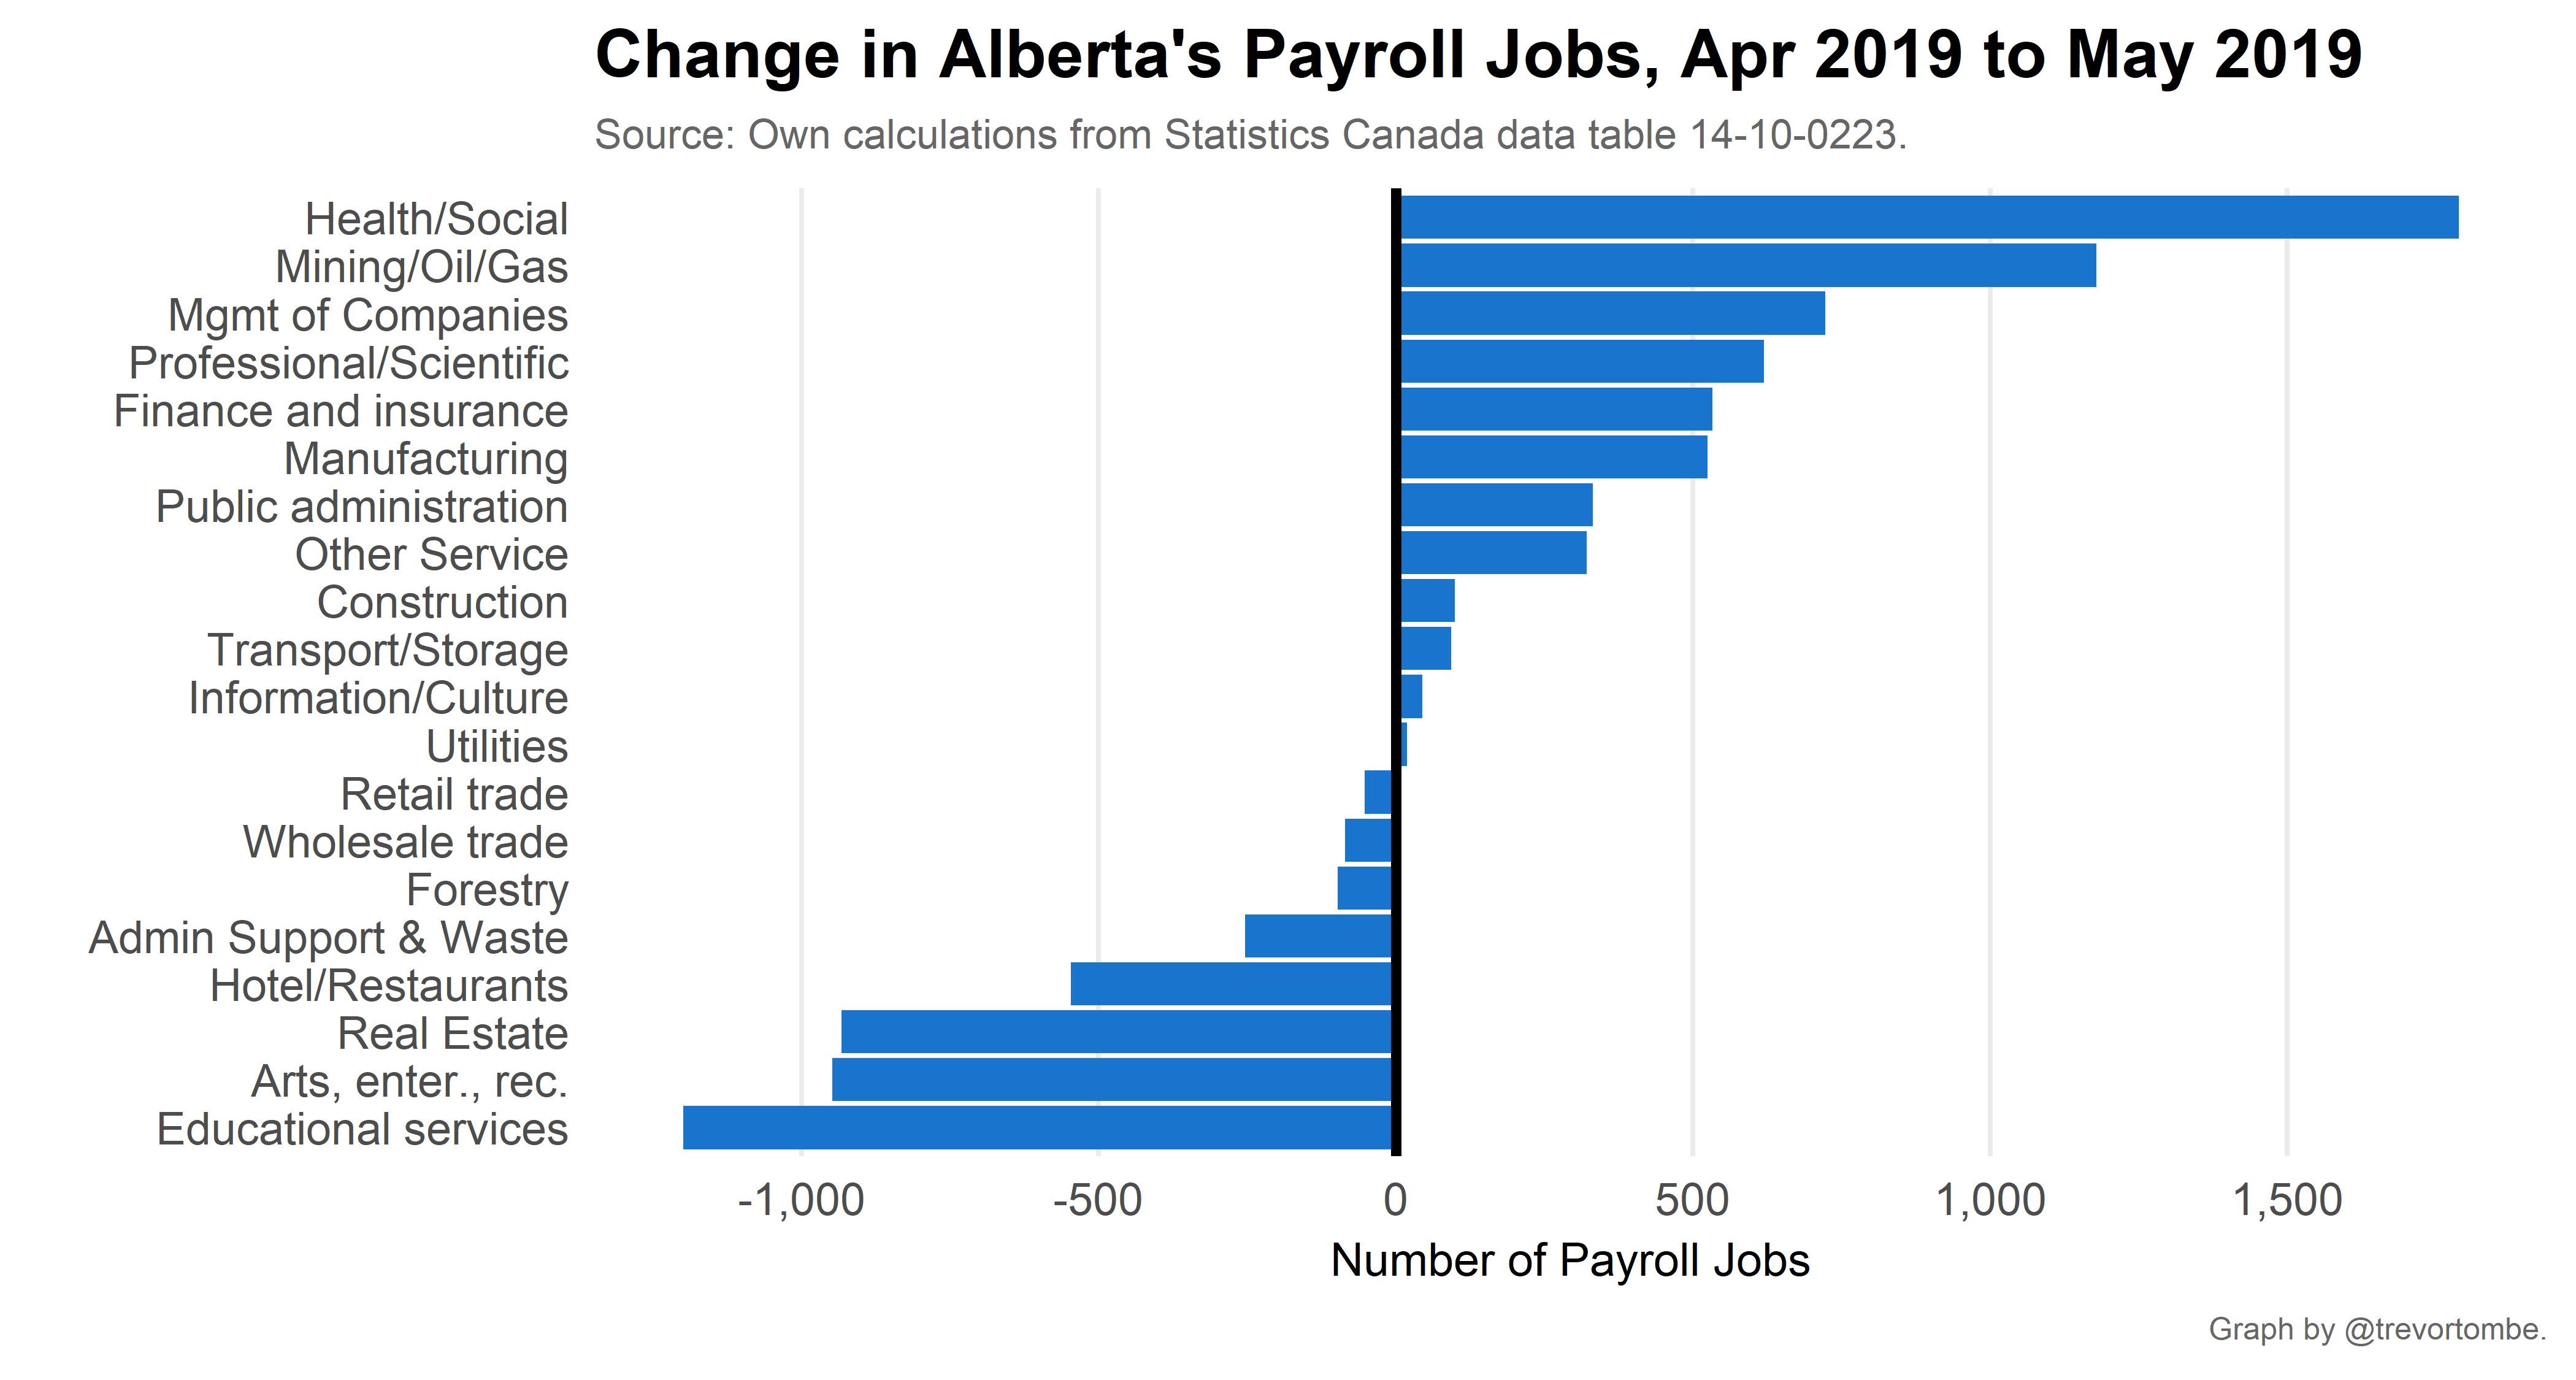 Change in Alberta's Payroll Jobs, Apr 2019 to May 2019
Source: Own calculations from Statistics Canada data table 14-10-0223.
Health/Social
Mining/Oil/Gas
Mgmt of Companies
Professional/Scientific
Finance and insurance
Manufacturing
Public administration
Other Service
Construction
Transport/Storage
Information/Culture
Utilities
Retail trade
Wholesale trade
Forestry
Admin Support & Waste
Hotel/Restaurants
Real Estate
Arts, enter., rec.
Educational services
-1,000 -500 0 500 1,000 1,500
Number of Payroll Jobs
Graph by @trevortombe.